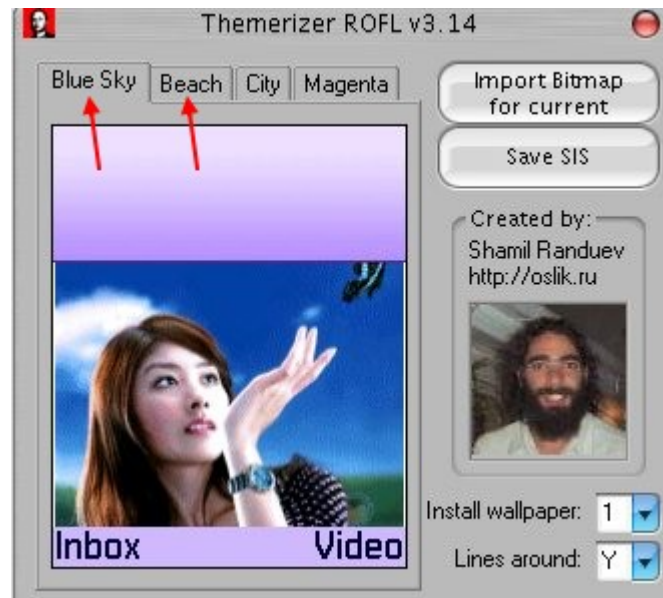 Themerizer ROFL v3.14
Blue Sky Beach City Magenta
Import Bitmap
for current
Save SIS
Created by:
Shamil Randuev
http://oslik.ru
Inbox Video
Install wallpaper: 1
Lines around: Y